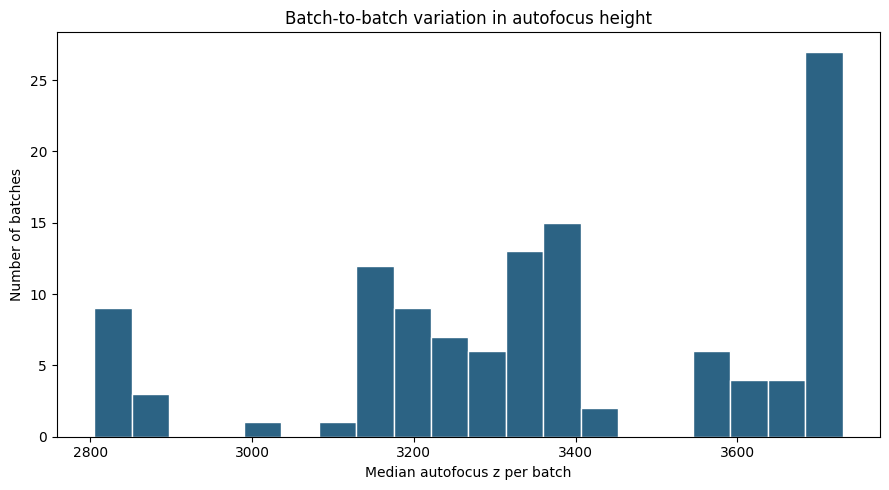 Batch-to-batch variation in autofocus height
Number of batches
25
20
15
10
5
0
2800 3000 3200 3400 3600
Median autofocus z per batch